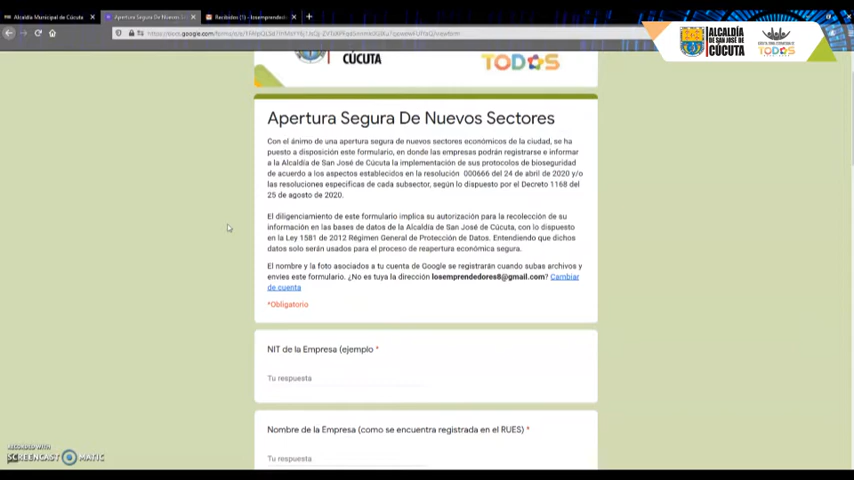 Alcaldía Municipal de Cúcuta
Apertura Segura De Nuevos Se
Recibidos (1) - losemprended
ALCALDÍA
DE SAN JOSÉ DE
CÚCUTA
TODOS
CÚCUTA
TODOS
Apertura Segura De Nuevos Sectores
Con el ánimo de una apertura segura de nuevos sectores económicos de la ciudad, se ha
puesto a disposición este formulario, en donde las empresas podrán registrarse e informar
a la Alcaldía de San José de Cúcuta la implementación de sus protocolos de bioseguridad
de acuerdo a los aspectos establecidos en la resolución 000666 del 24 de abril de 2020 y/o
las resoluciones especificas de cada subsector, según lo dispuesto por el Decreto 1168 del
25 de agosto de 2020.
El diligenciamiento de este formulario implica su autorización para la recolección de su
información en las bases de datos de la Alcaldía de San José de Cúcuta, con lo dispuesto
en la Ley 1581 de 2012 Régimen General de Protección de Datos. Entendiendo que dichos
datos solo serán usados para el proceso de reapertura económica segura.
El nombre y la foto asociados a tu cuenta de Google se registrarán cuando subas archivos y
envíes este formulario. ¿No es tuya la dirección losemprendedores8@gmail.com? Cambiar
de cuenta
*Obligatorio
NIT de la Empresa (ejemplo *
Tu respuesta
Nombre de la Empresa (como se encuentra registrada en el RUES) *
Tu respuesta
RECORDED WITH
SCREENCAST MATIC